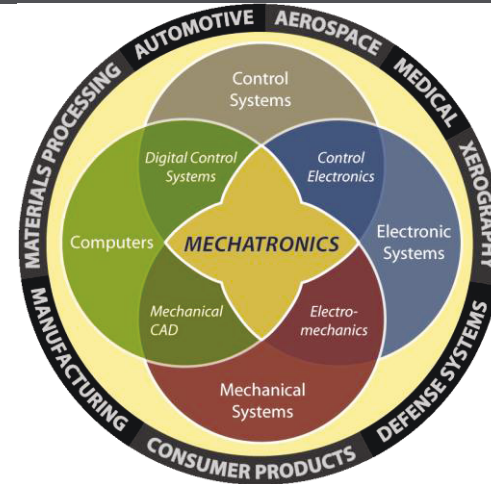 AUTOMOTIVE
AEROSPACE
MEDICAL
XEROGRAPHY
DEFENSE SYSTEMS
CONSUMER PRODUCTS
MANUFACTURING
MATERIALS PROCESSING
Control
Systems
Digital Control
Systems
Control
Electronics
Computers
MECHATRONICS
Electronic
Systems
Mechanical
CAD
Electro-
mechanics
Mechanical
Systems